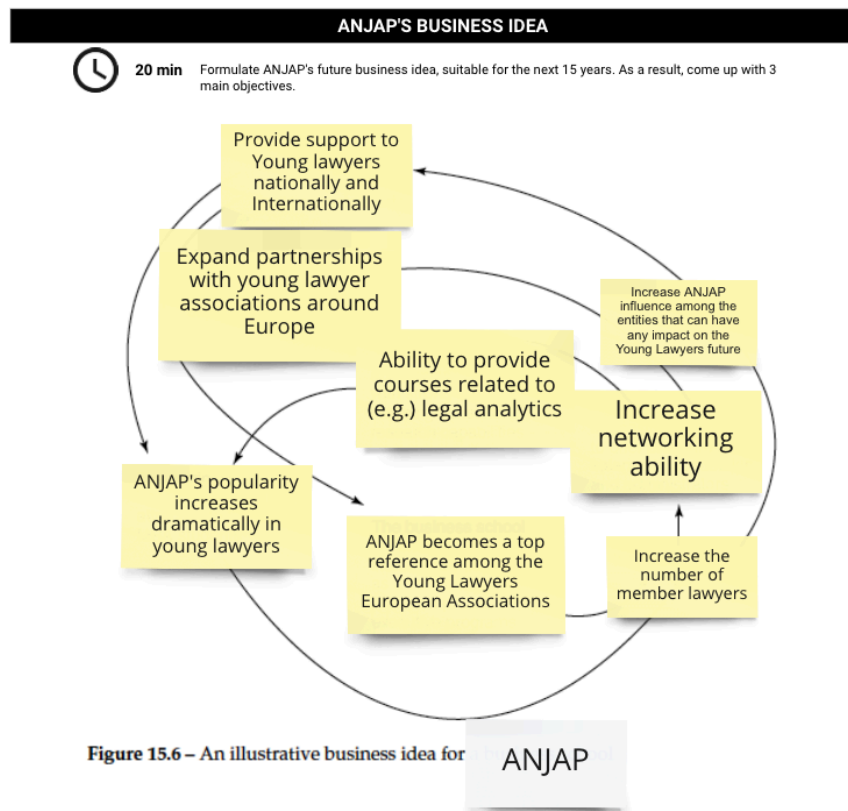 ANJAP'S BUSINESS IDEA
20 min
Formulate ANJAP's future business idea, suitable for the next 15 years. As a result, come up with 3
main objectives.
Provide support to
Young lawyers
nationally and
Internationally
Expand partnerships
with young lawyer
associations around
Europe
Increase ANJAP
influence among the
entities that can have
any impact on the
Young Lawyers future
Ability to provide
courses related to
(e.g.) legal analytics
Increase
networking
ability
ANJAP's popularity
increases
dramatically in
young lawyers
The business school
ANJAP becomes a top
reference among the
Young Lawyers
European Associations
Increase the
number of
member lawyers
Figure 15.6 – An illustrative business idea for
ANJAP